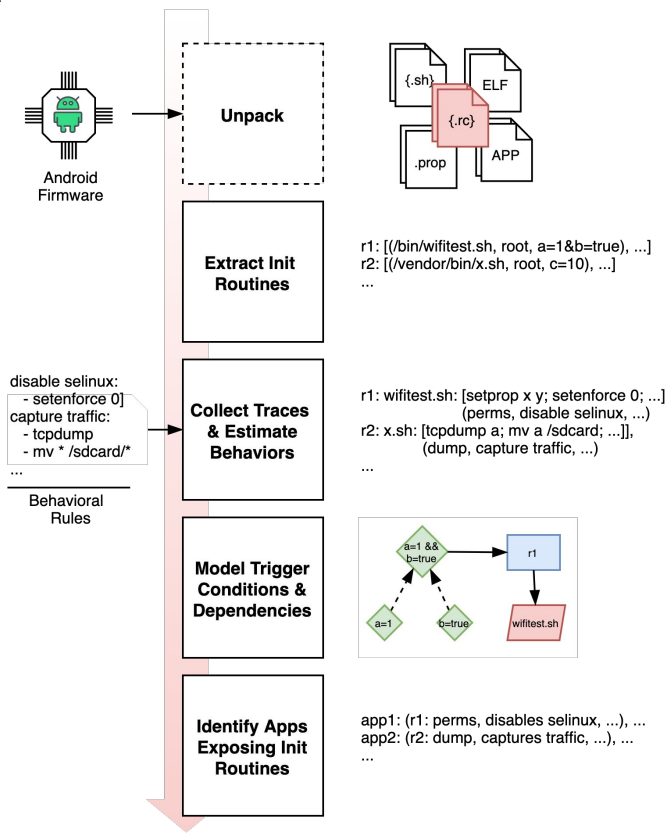 Android
Firmware
Unpack
{.sh}
ELF
{.rc}
.prop
APP
Extract Init
Routines
r1: [(/bin/wifitest.sh, root, a=1&b=true), ...]
r2: [(/vendor/bin/x.sh, root, c=10), ...]
...
disable selinux:
- setenforce 0]
capture traffic:
- tcpdump
- mv * /sdcard/*
...
Behavioral
Rules
Collect Traces
& Estimate
Behaviors
r1: wifitest.sh: [setprop x y; setenforce 0; ...]
(perms, disable selinux, ...)
r2: x.sh: [tcpdump a; mv a /sdcard; ...]],
(dump, capture traffic, ...)
...
Model Trigger
Conditions &
Dependencies
a=1 &&
b=true
r1
a=1
b=true
wifitest.sh
Identify Apps
Exposing Init
Routines
app1: (r1: perms, disables selinux, ...), ...
app2: (r2: dump, captures traffic, ...), ...
...